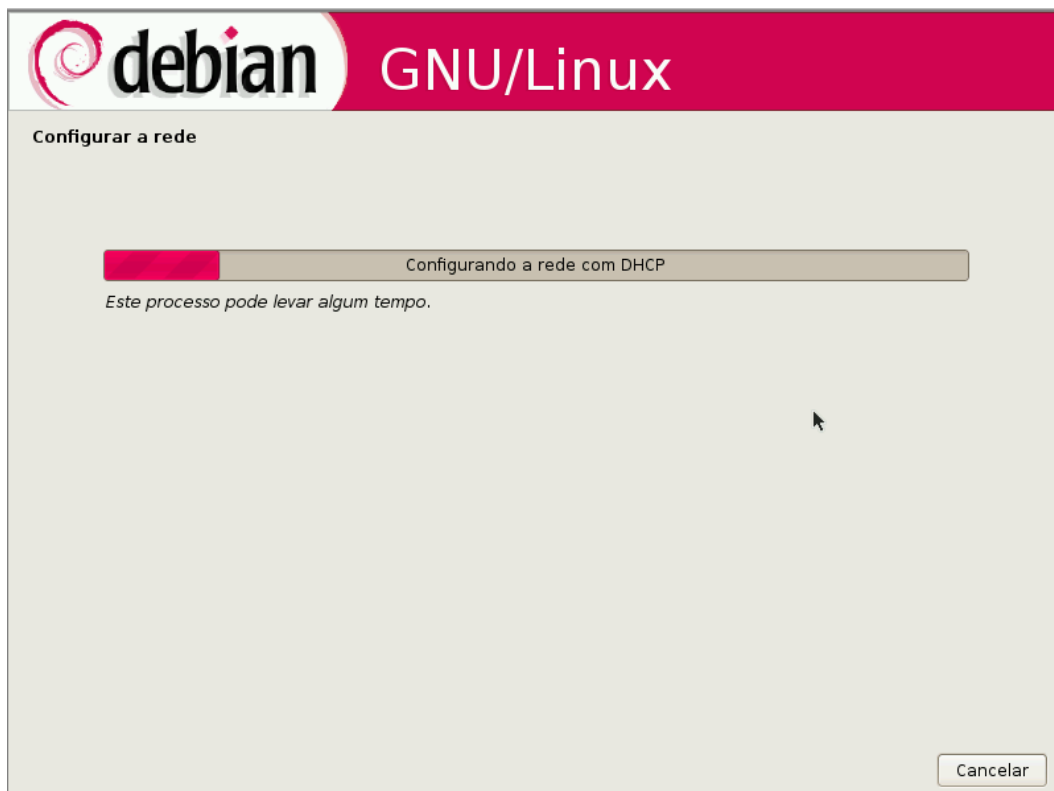 debian GNU/Linux
Configurar a rede
Configurando a rede com DHCP
Este processo pode levar algum tempo.
Cancelar